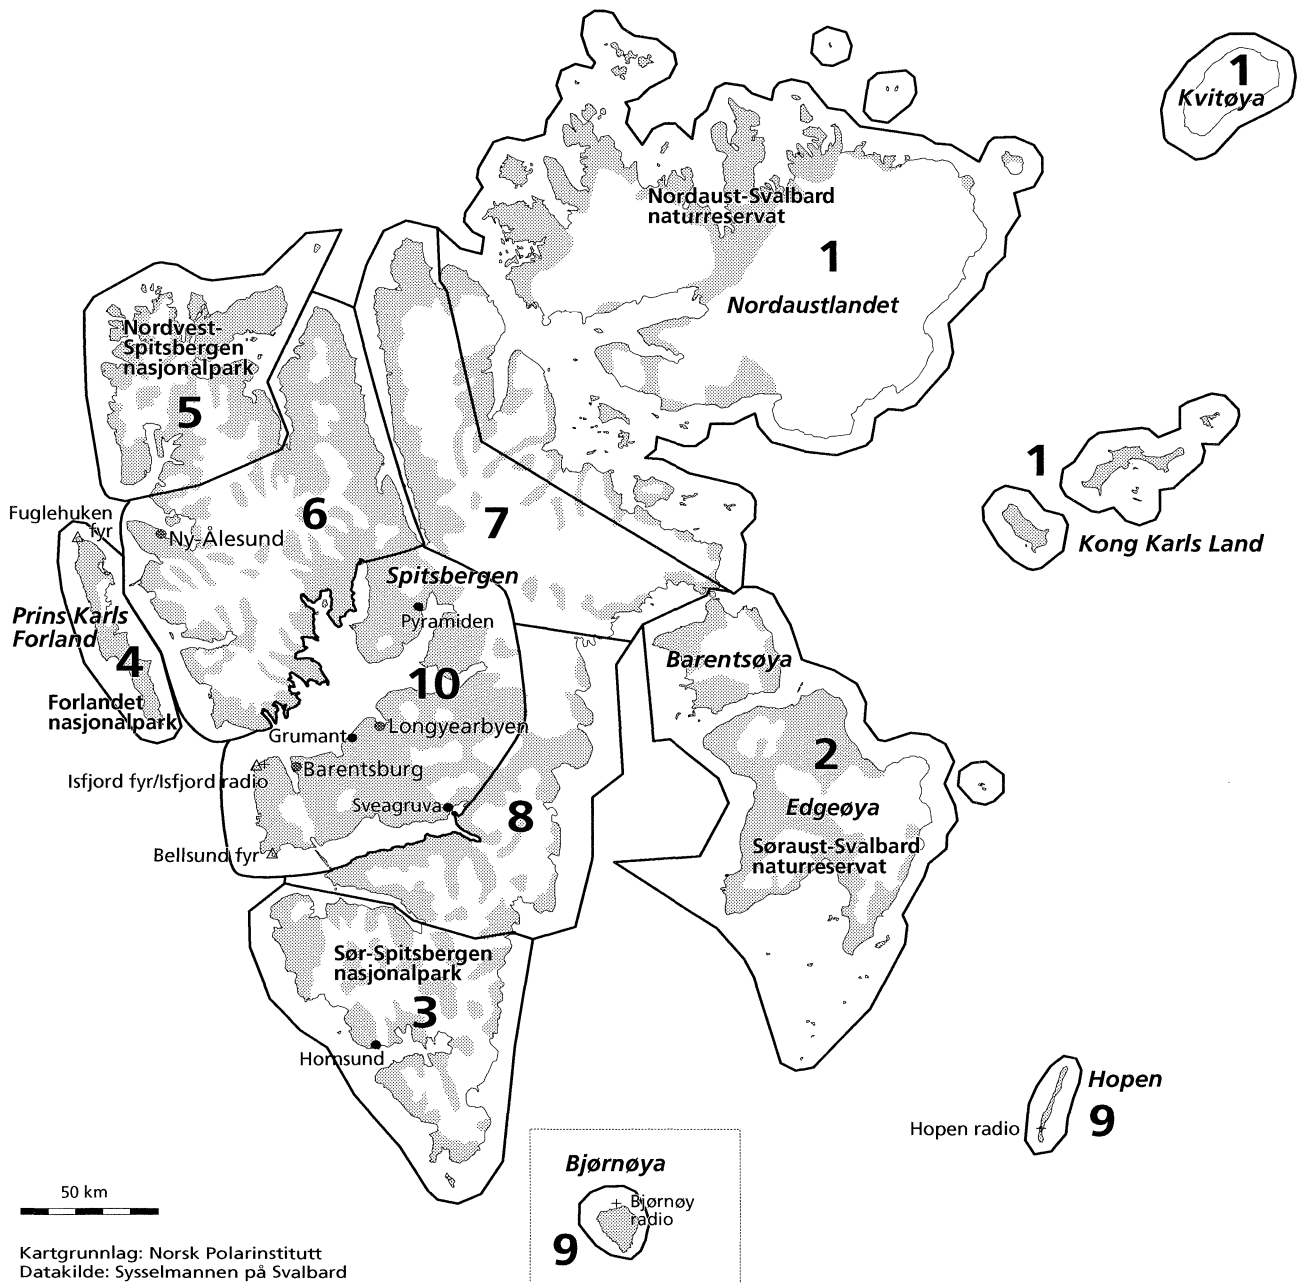 1
Kvitøya
Nordaust-Svalbard
naturreservat
1
Nordaustlandet
Nordvest-
Spitsbergen
nasjonalpark
5
1
Kong Karls Land
Fuglehuken
fyr
6
7
Ny-Ålesund
Spitsbergen
Pyramiden
Prins Karls
Forland
4
Forlandet
nasjonalpark
10
Barentsøya
Longyearbyen
Grumant
Isfjord fyr/Isfjord radio
Barentsburg
2
Sveagruva
8
Edgeøya
Bellsund fyr
Søraust-Svalbard
naturreservat
Sør-Spitsbergen
nasjonalpark
3
Hornsund
Hopen
9
Hopen radio
Bjørnøya
Bjørnøy
radio
9
50 km
Kartgrunnlag: Norsk Polarinstitutt
Datakilde: Sysselmannen på Svalbard